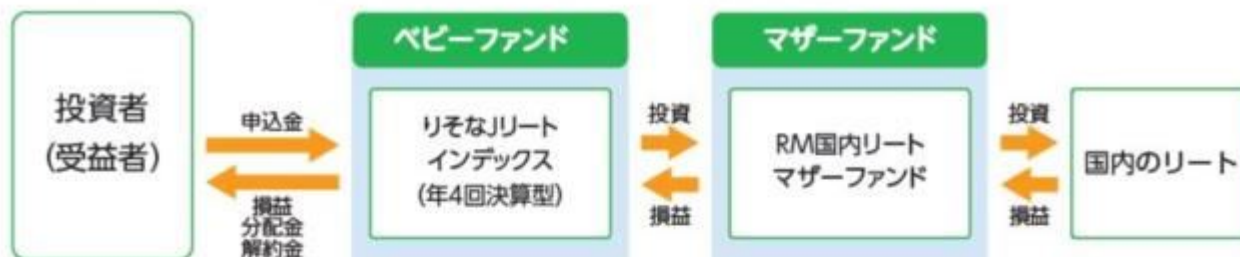 投資者
(受益者)
申込金
損益
分配金
解約金
ベビーファンド
りそなJリート
インデックス
(年4回決算型)
投資
損益
マザーファンド
RM国内リート
マザーファンド
投資
損益
国内のリート